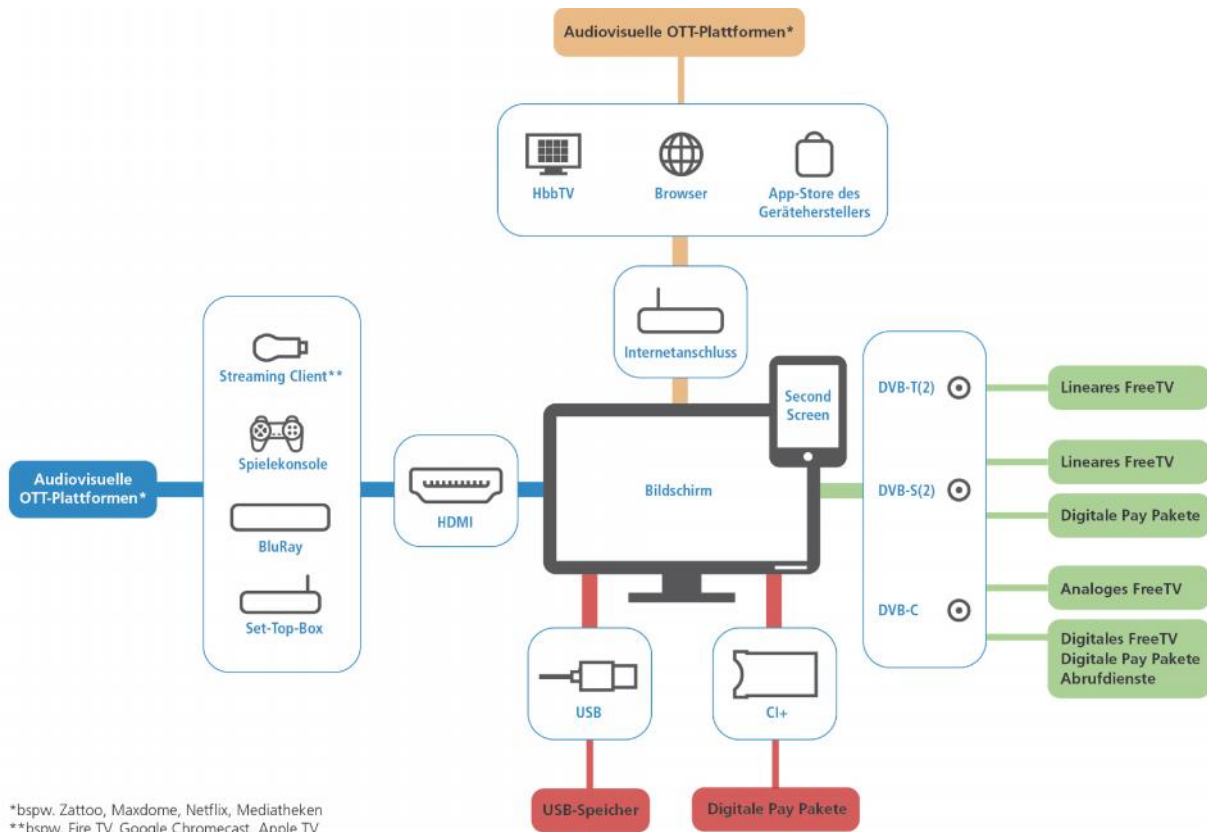 Audiovisuelle OTT-Plattformen*
HbbTV
Browser
App-Store des
Geräteherstellers
Internetanschluss
Streaming Client**
Spielekonsole
BluRay
Set-Top-Box
Audiovisuelle
OTT-Plattformen*
HDMI
Bildschirm
Second
Screen
DVB-T(2)
DVB-S(2)
DVB-C
Lineares FreeTV
Lineares FreeTV
Digitale Pay Pakete
Analoges FreeTV
Digitales FreeTV
Digitale Pay Pakete
Abrufdienste
USB
CI+
USB-Speicher
Digitale Pay Pakete
*bspw. Zattoo, Maxdome, Netflix, Mediatheken
**bspw. Fire TV, Google Chromecast, Apple TV